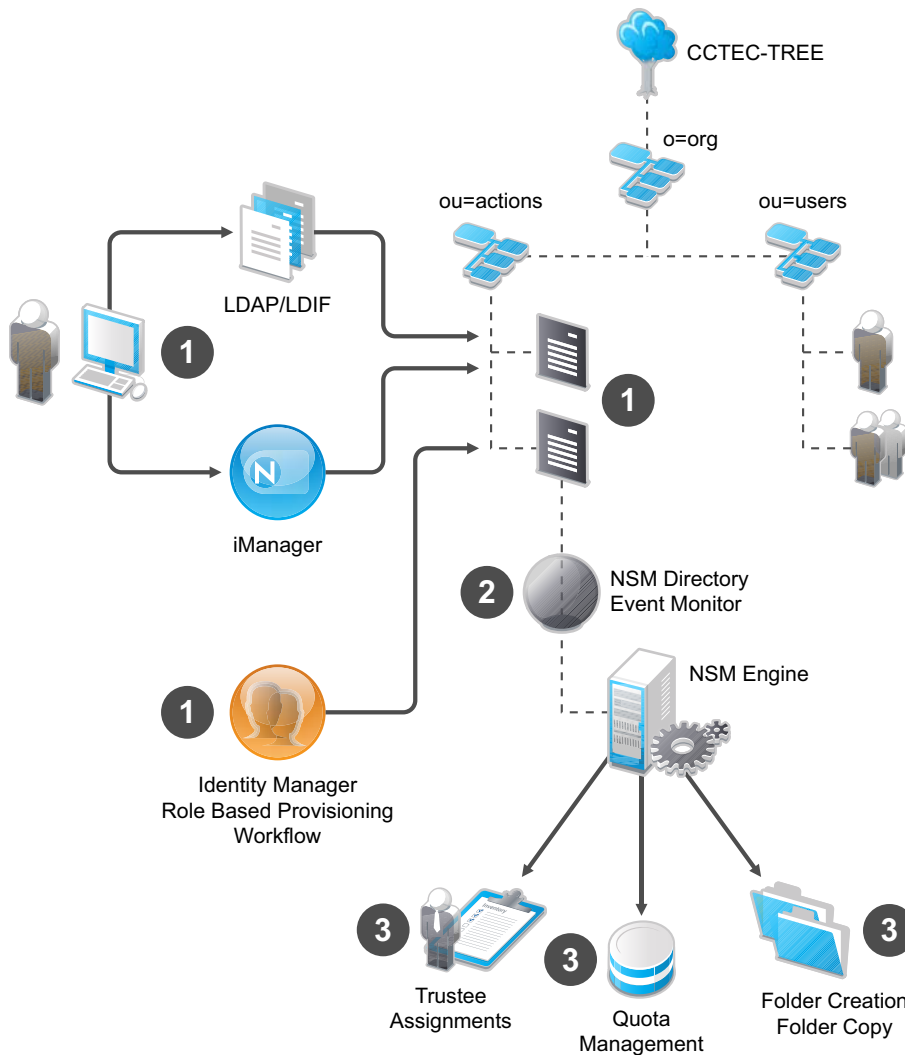 CCTEC-TREE
o=org
ou=actions
ou=users
LDAP/LDIF
1
1
N
iManager
2
NSM Directory
Event Monitor
NSM Engine
1
Identity Manager
Role Based Provisioning
Workflow
3
Inventory
Trustee
Assignments
3
Quota
Management
3
Folder Creation
Folder Copy